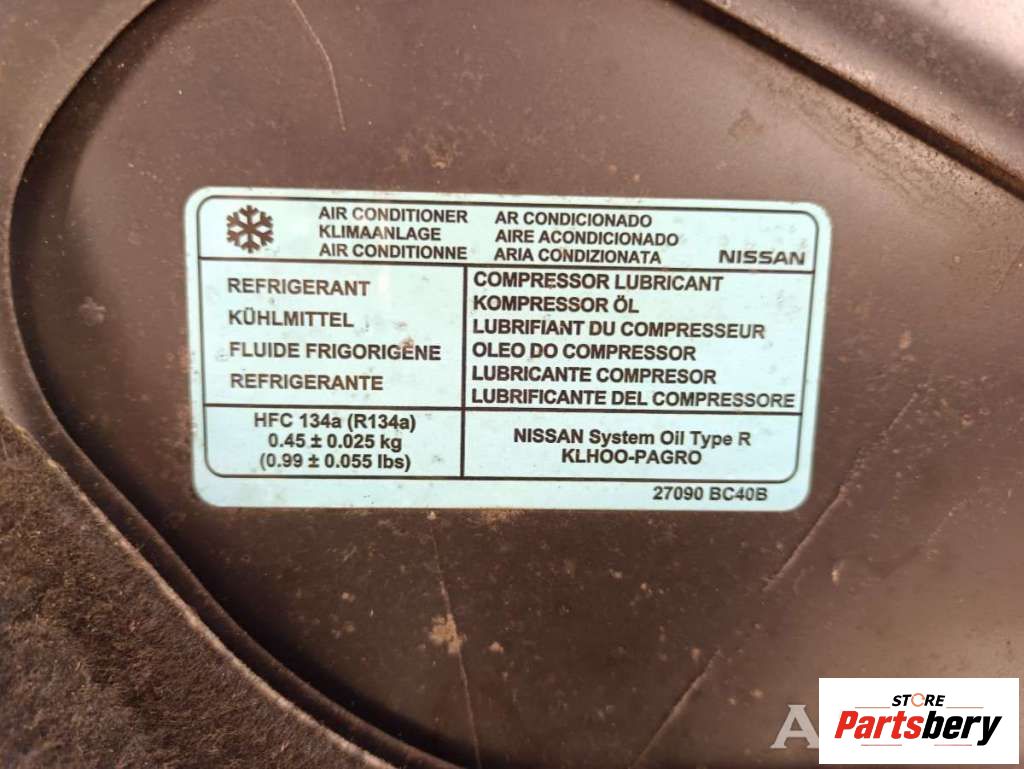 AIR CONDITIONER
KLIMAANLAGE
AIR CONDITIONNE
AR CONDICIONADO
AIRE ACONDICIONADO
ARIA CONDIZIONATA
NISSAN
REFRIGERANT
KÜHLMITTEL
FLUIDE FRIGORIGÈNE
REFRIGERANTE
COMPRESSOR LUBRICANT
KOMPRESSOR ÖL
LUBRIFIANT DU COMPRESSEUR
OLEO DO COMPRESSOR
LUBRICANTE COMPRESOR
LUBRIFICANTE DEL COMPRESSORE
HFC 134a (R134a)
0.45 ± 0.025 kg
(0.99 ± 0.055 lbs)
NISSAN System Oil Type R
KLHOO-PAGRO
27090 BC40B
STORE
Partsbery